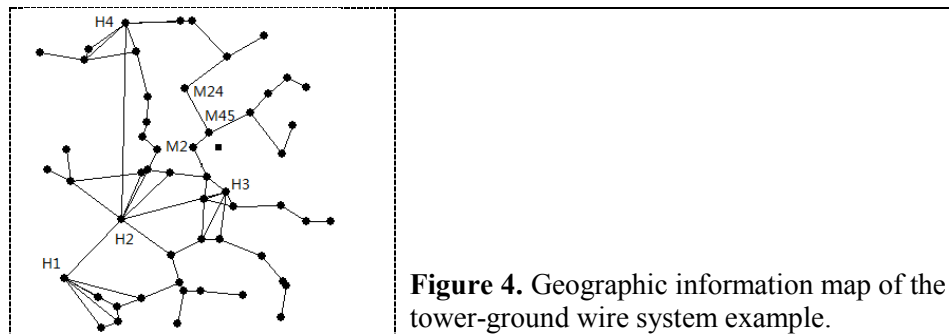 H4
M24
M45
M2
H3
H2
H1
Figure 4. Geographic information map of the
tower-ground wire system example.